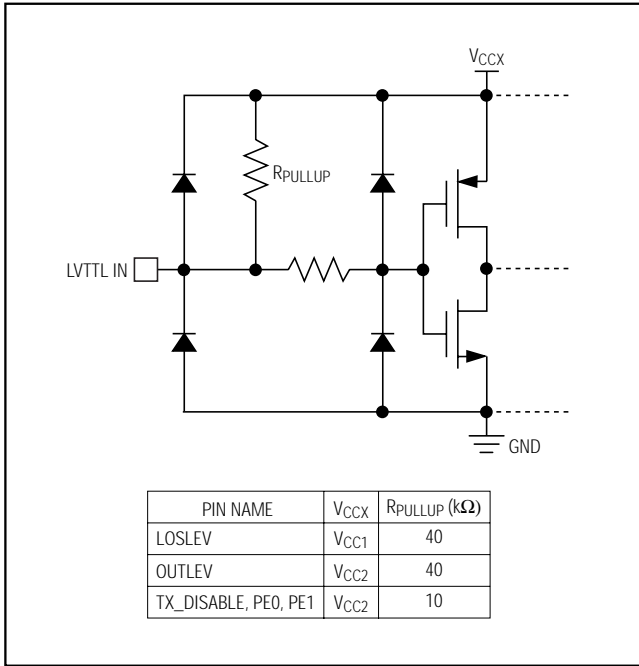 VCCX
RPULLUP
LVTTL IN
GND
PIN NAME VCCX RPULLUP (kΩ)
LOSLEV VCC1 40
OUTLEV VCC2 40
TX_DISABLE, PE0, PE1 VCC2 10